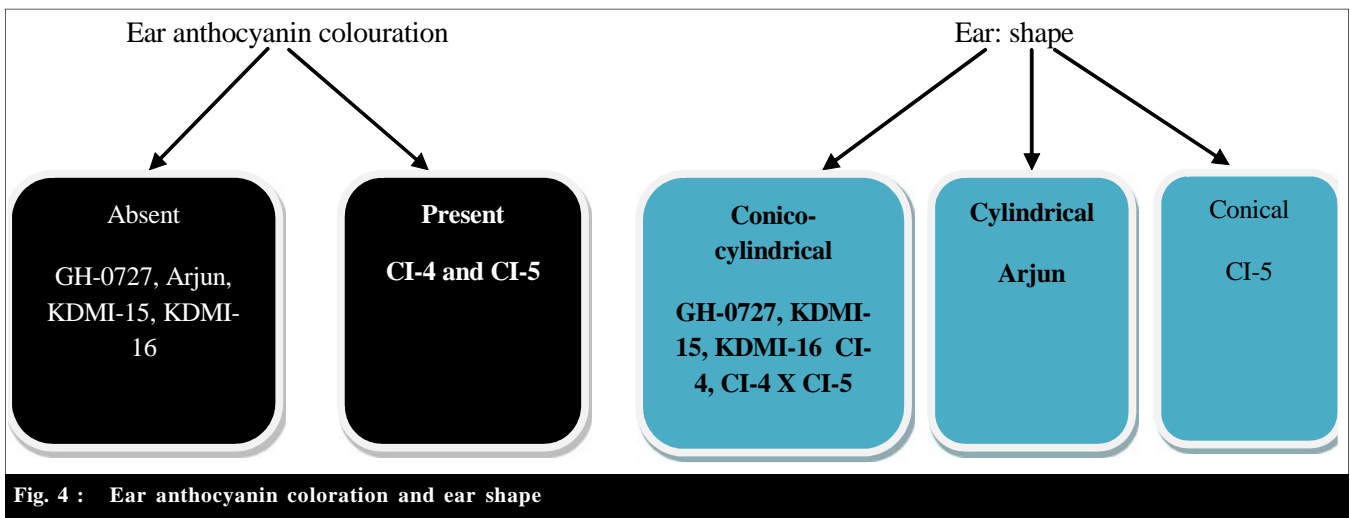 Ear anthocyanin colouration
Absent
GH-0727, Arjun,
KDMI-15, KDMI-
16
Present
CI-4 and CI-5
Ear: shape
Conico-
cylindrical
GH-0727, KDMI-
15, KDMI-16 CI-
4, CI-4 X CI-5
Cylindrical
Arjun
Conical
CI-5
Fig. 4 : Ear anthocyanin coloration and ear shape